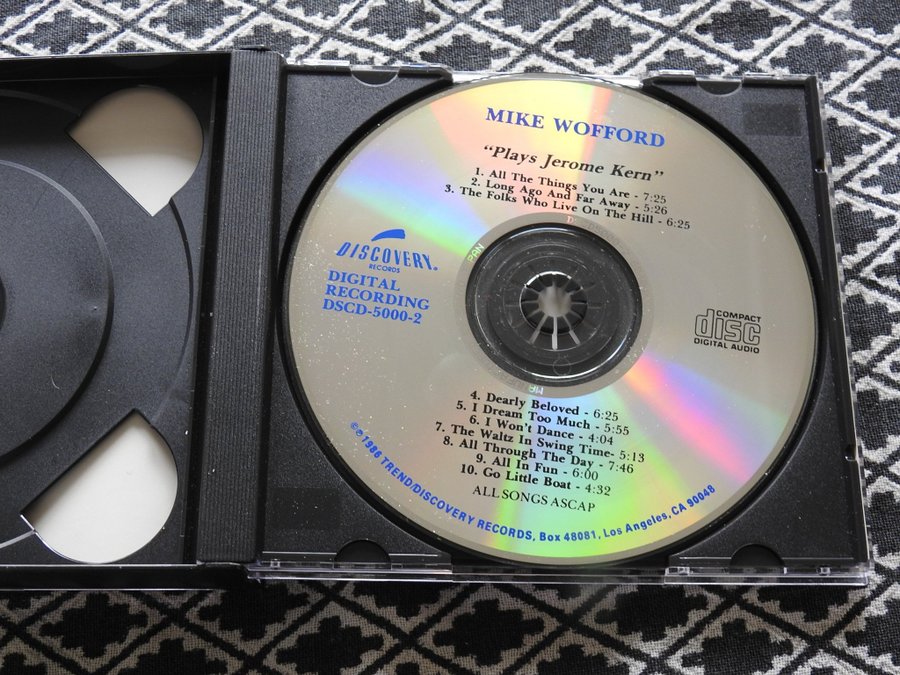 MIKE WOFFORD
“Plays Jerome Kern”
1. All The Things You Are - 7:25
2. Long Ago And Far Away - 5:26
3. The Folks Who Live On The Hill - 6:25
DISCOVERY®
RECORDS
DIGITAL
RECORDING
DSCD-5000-2
COMPACT
disc
DIGITAL AUDIO
4. Dearly Beloved - 6:25
5. I Dream Too Much - 5:55
6. I Won't Dance - 4:04
7. The Waltz In Swing Time- 5:13
8. All Through The Day - 7:46
9. All In Fun - 6:00
10. Go Little Boat - 4:32
ALL SONGS ASCAP
©℗1986 TREND/DISCOVERY RECORDS, Box 48081, Los Angeles, CA 90048